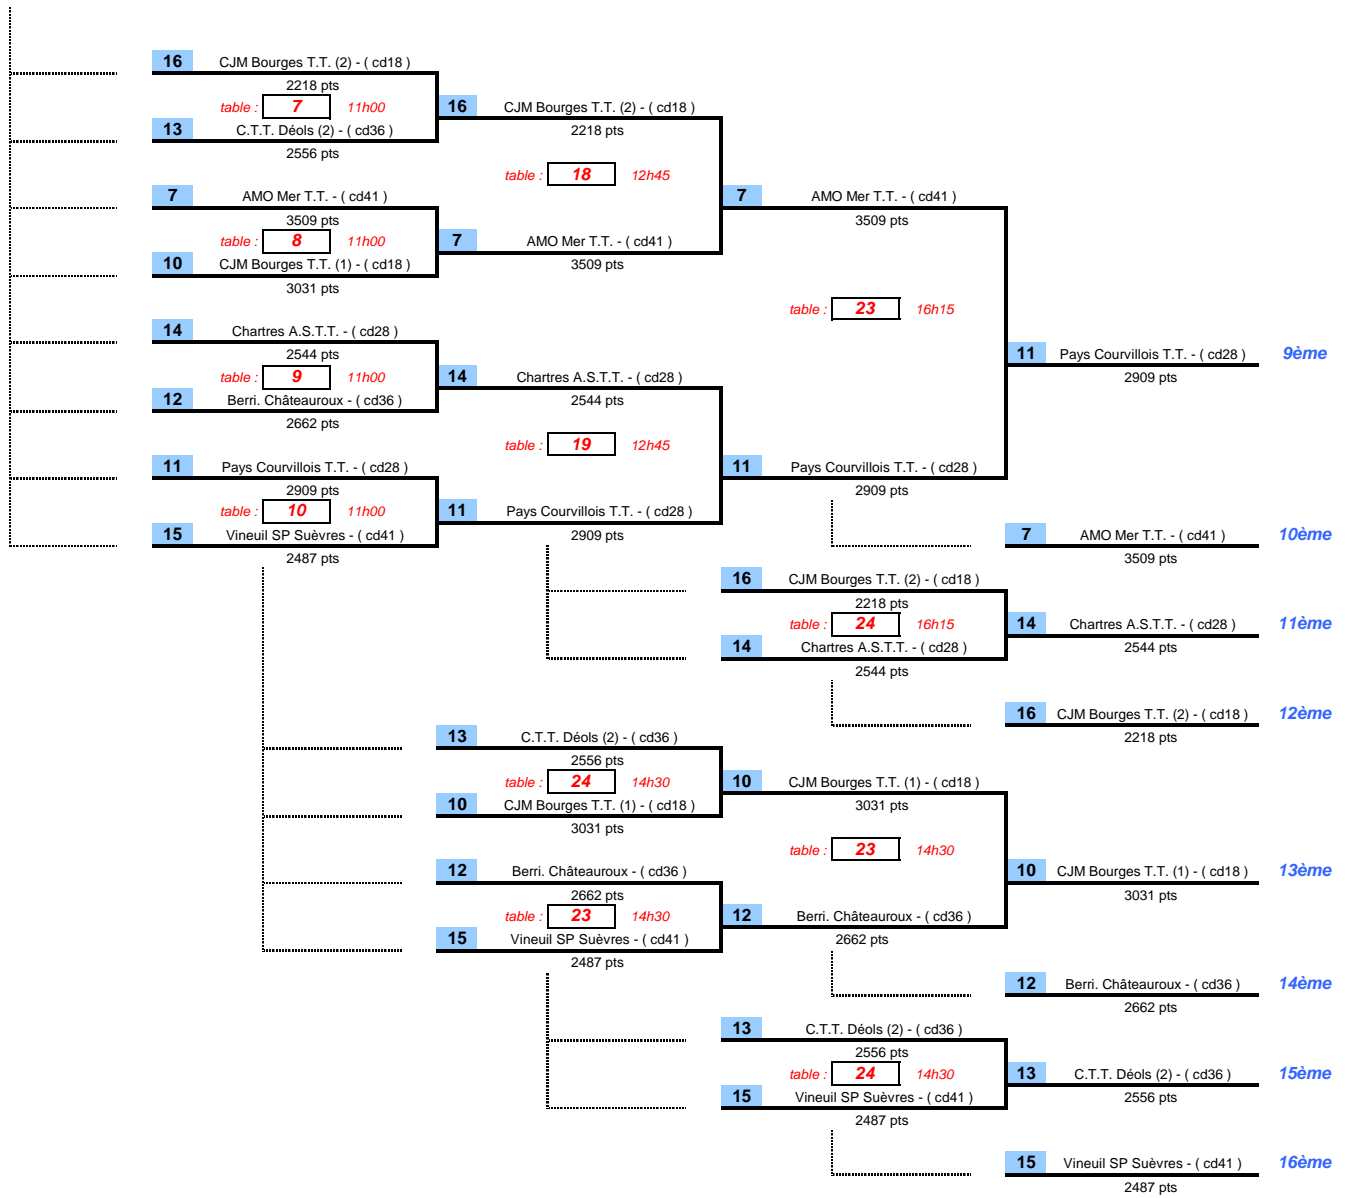 16 CJM Bourges T.T. (2) - ( cd18 )
2218 pts
table : 7 11h00
13 C.T.T. Déols (2) - ( cd36 )
2556 pts
16 CJM Bourges T.T. (2) - ( cd18 )
2218 pts
table : 18 12h45
7 AMO Mer T.T. - ( cd41 )
3509 pts
table : 8 11h00
10 CJM Bourges T.T. (1) - ( cd18 )
3031 pts
7 AMO Mer T.T. - ( cd41 )
3509 pts
7 AMO Mer T.T. - ( cd41 )
3509 pts
table : 23 16h15
14 Chartres A.S.T.T. - ( cd28 )
2544 pts
table : 9 11h00
12 Berri. Châteauroux - ( cd36 )
2662 pts
14 Chartres A.S.T.T. - ( cd28 )
2544 pts
table : 19 12h45
11 Pays Courvillois T.T. - ( cd28 ) 9ème
2909 pts
11 Pays Courvillois T.T. - ( cd28 )
2909 pts
table : 10 11h00
15 Vineuil SP Suèvres - ( cd41 )
2487 pts
11 Pays Courvillois T.T. - ( cd28 )
2909 pts
11 Pays Courvillois T.T. - ( cd28 )
2909 pts
7 AMO Mer T.T. - ( cd41 ) 10ème
3509 pts
16 CJM Bourges T.T. (2) - ( cd18 )
2218 pts
table : 24 16h15
14 Chartres A.S.T.T. - ( cd28 )
2544 pts
14 Chartres A.S.T.T. - ( cd28 ) 11ème
2544 pts
16 CJM Bourges T.T. (2) - ( cd18 ) 12ème
2218 pts
13 C.T.T. Déols (2) - ( cd36 )
2556 pts
table : 24 14h30
10 CJM Bourges T.T. (1) - ( cd18 )
3031 pts
10 CJM Bourges T.T. (1) - ( cd18 )
3031 pts
table : 23 14h30
12 Berri. Châteauroux - ( cd36 )
2662 pts
table : 23 14h30
15 Vineuil SP Suèvres - ( cd41 )
2487 pts
12 Berri. Châteauroux - ( cd36 )
2662 pts
10 CJM Bourges T.T. (1) - ( cd18 ) 13ème
3031 pts
12 Berri. Châteauroux - ( cd36 ) 14ème
2662 pts
13 C.T.T. Déols (2) - ( cd36 )
2556 pts
table : 24 14h30
15 Vineuil SP Suèvres - ( cd41 )
2487 pts
13 C.T.T. Déols (2) - ( cd36 ) 15ème
2556 pts
15 Vineuil SP Suèvres - ( cd41 ) 16ème
2487 pts